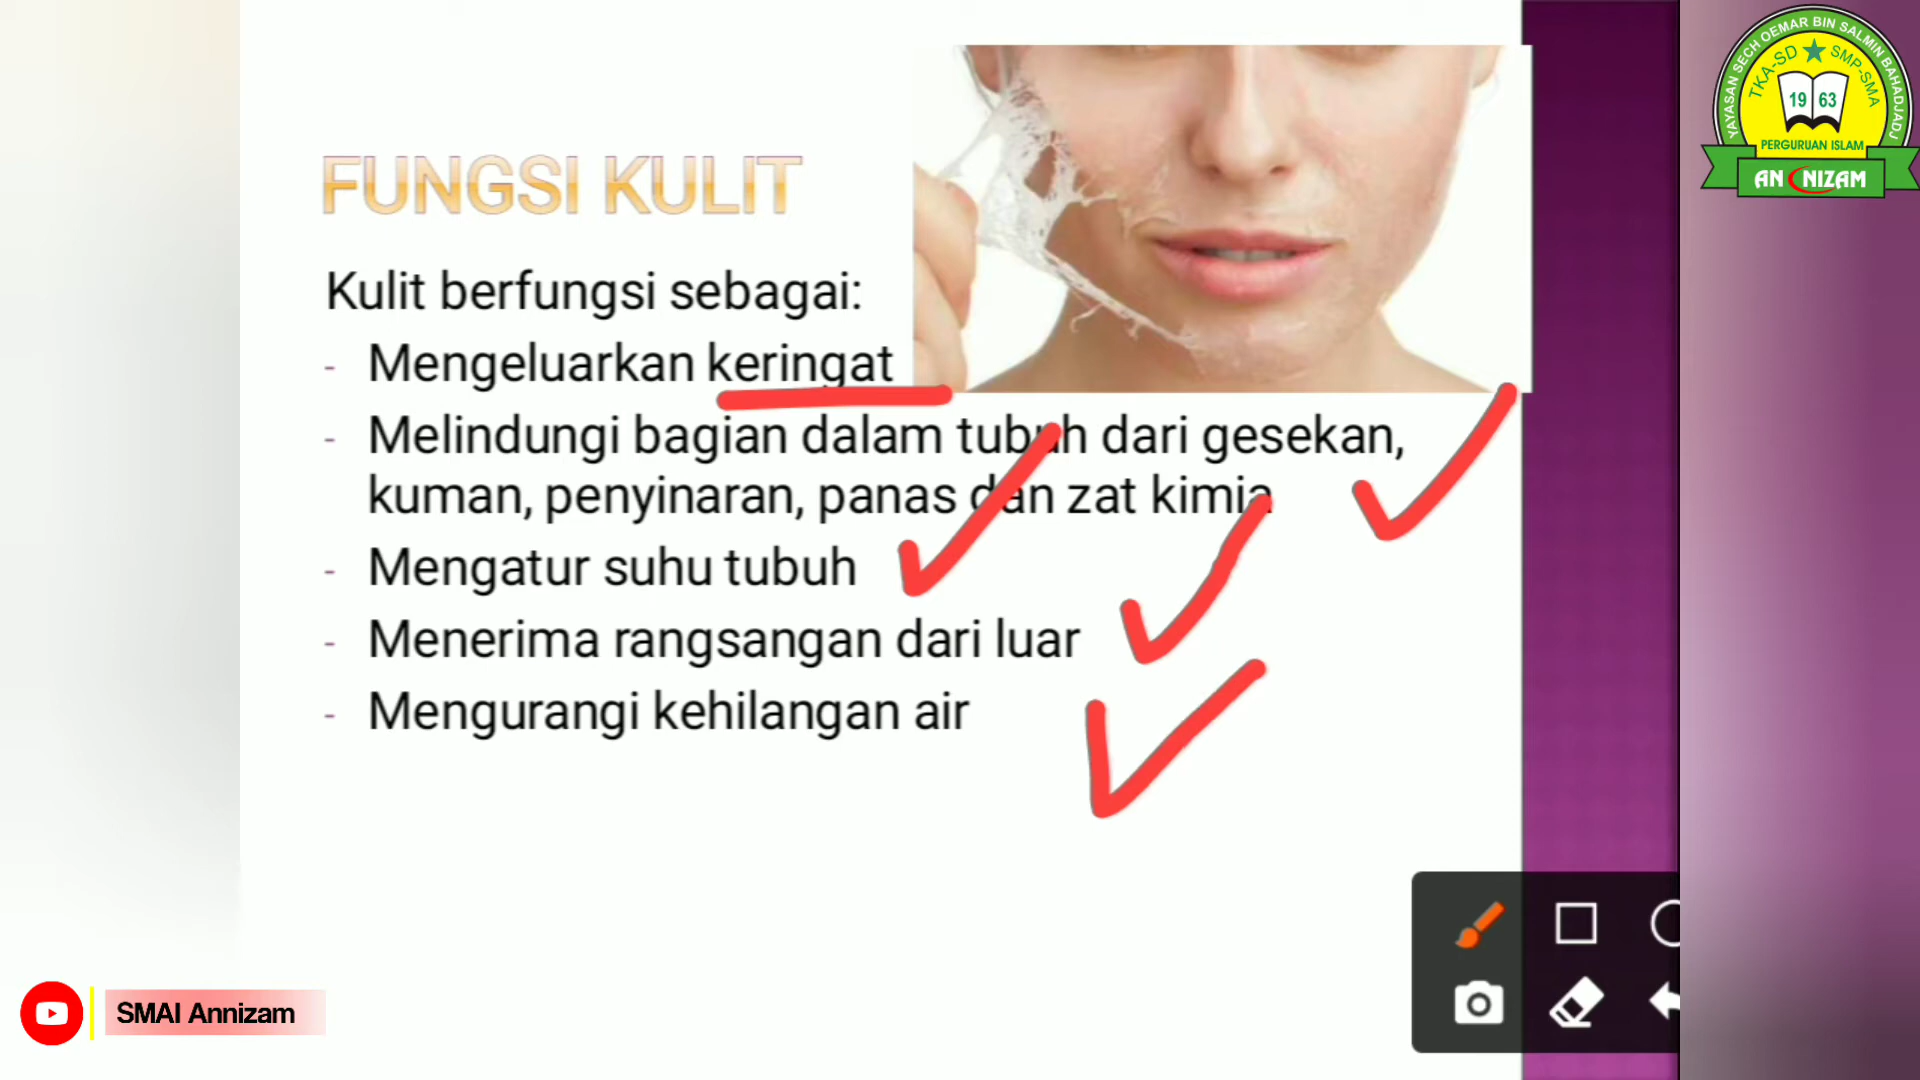 FUNGSI KULIT
Kulit berfungsi sebagai:
- Mengeluarkan keringat
- Melindungi bagian dalam tubuh dari gesekan,
kuman, penyinaran, panas dan zat kimia
- Mengatur suhu tubuh
- Menerima rangsangan dari luar
- Mengurangi kehilangan air
YAYASAN SECH OEMAR BIN SALMIN BAHADJADJ
TKA-SD SMP-SMA
19 63
PERGURUAN ISLAM
AN NIZAM
SMAI Annizam